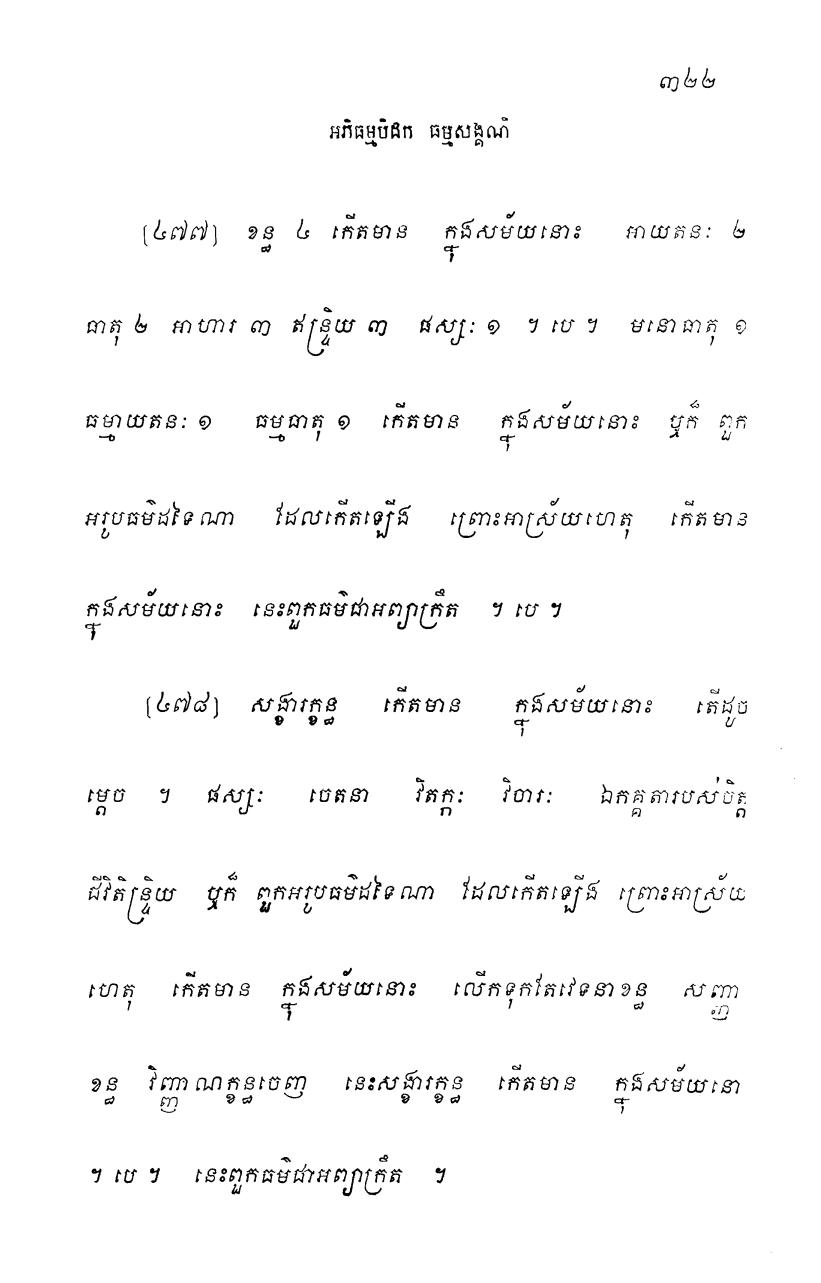 ៣២២
អភិធម្មបិដក ធម្មសង្គណី
(៤៧៧) ខន្ធ ៤ កើតមាន ក្នុងសម័យនោះ អាយតនៈ ២
ធាតុ ២ អាហារ ៣ ឥន្ទ្រិយ ៣ ផស្សៈ ១ ។ បេ ។ មនោធាតុ ១
ធម្មាយតនៈ ១ ធម្មធាតុ ១ កើតមាន ក្នុងសម័យនោះ ឬក៏ ពួក
អរូបធម៌ដទៃណា ដែលកើតឡើង ព្រោះអាស្រ័យហេតុ កើតមាន
ក្នុងសម័យនោះ នេះពួកធម៌ជាអព្យាក្រឹត ។ បេ ។
(៤៧៨) សង្ខារក្ខន្ធ កើតមាន ក្នុងសម័យនោះ តើដូច
ម្តេច ។ ផស្សៈ ចេតនា វិតក្កៈ វិចារៈ ឯកគ្គតារបស់ចិត្ត
ជីវិតិន្ទ្រិយ ឬក៏ ពួកអរូបធម៌ដទៃណា ដែលកើតឡើង ព្រោះអាស្រ័យ
ហេតុ កើតមាន ក្នុងសម័យនោះ លើកទុកតែវេទនាខន្ធ សញ្ញា
ខន្ធ វិញ្ញាណក្ខន្ធចេញ នេះសង្ខារក្ខន្ធ កើតមាន ក្នុងសម័យនោ
។ បេ ។ នេះពួកធម៌ជាអព្យាក្រឹត ។